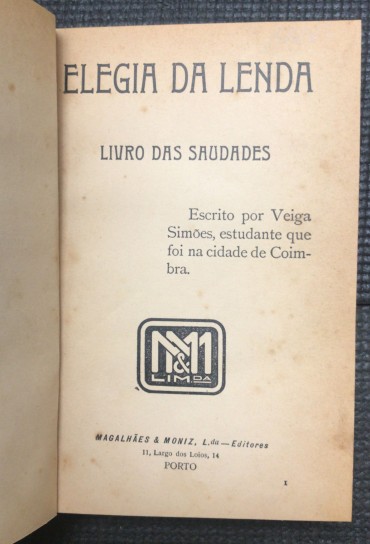 ELEGIA DA LENDA
LIVRO DAS SAUDADES
Escrito por Veiga
Simões, estudante que
foi na cidade de Coim-
bra.
M&M
LIM.DA
MAGALHÃES & MONIZ, L.da—Editores
11, Largo dos Loios, 14
PORTO
I